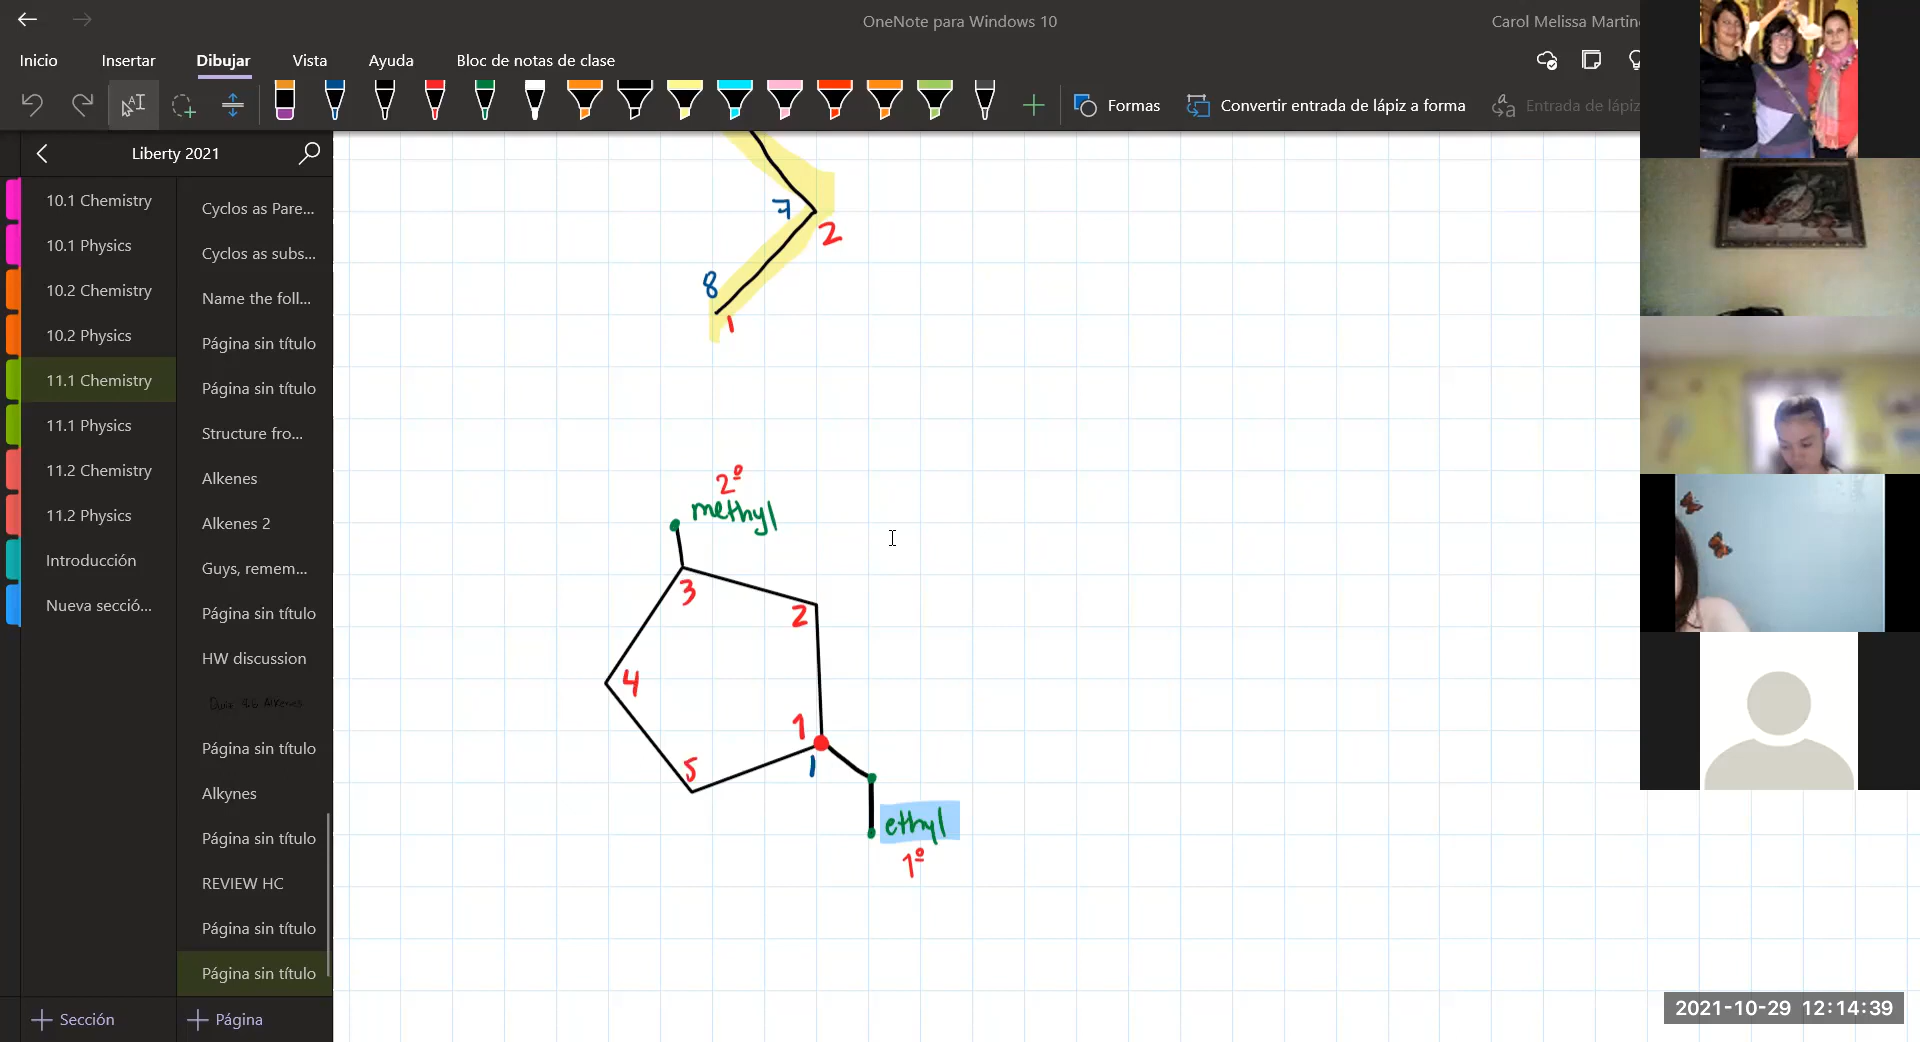 OneNote para Windows 10
Carol Melissa Martin
Inicio
Insertar
Dibujar
Vista
Ayuda
Bloc de notas de clase
Formas
Convertir entrada de lápiz a forma
Entrada de lápiz
Liberty 2021
10.1 Chemistry
10.1 Physics
10.2 Chemistry
10.2 Physics
11.1 Chemistry
11.1 Physics
11.2 Chemistry
11.2 Physics
Introducción
Nueva secció...
Sección
Cyclos as Pare...
Cyclos as subs...
Name the foll...
Página sin título
Página sin título
Structure fro...
Alkenes
Alkenes 2
Guys, remem...
Página sin título
HW discussion
Página sin título
Alkynes
Página sin título
REVIEW HC
Página sin título
Página sin título
Página
7
2
8
1
2º
methyl
3
2
4
1
5
1
ethyl
1º
2021-10-29 12:14:39